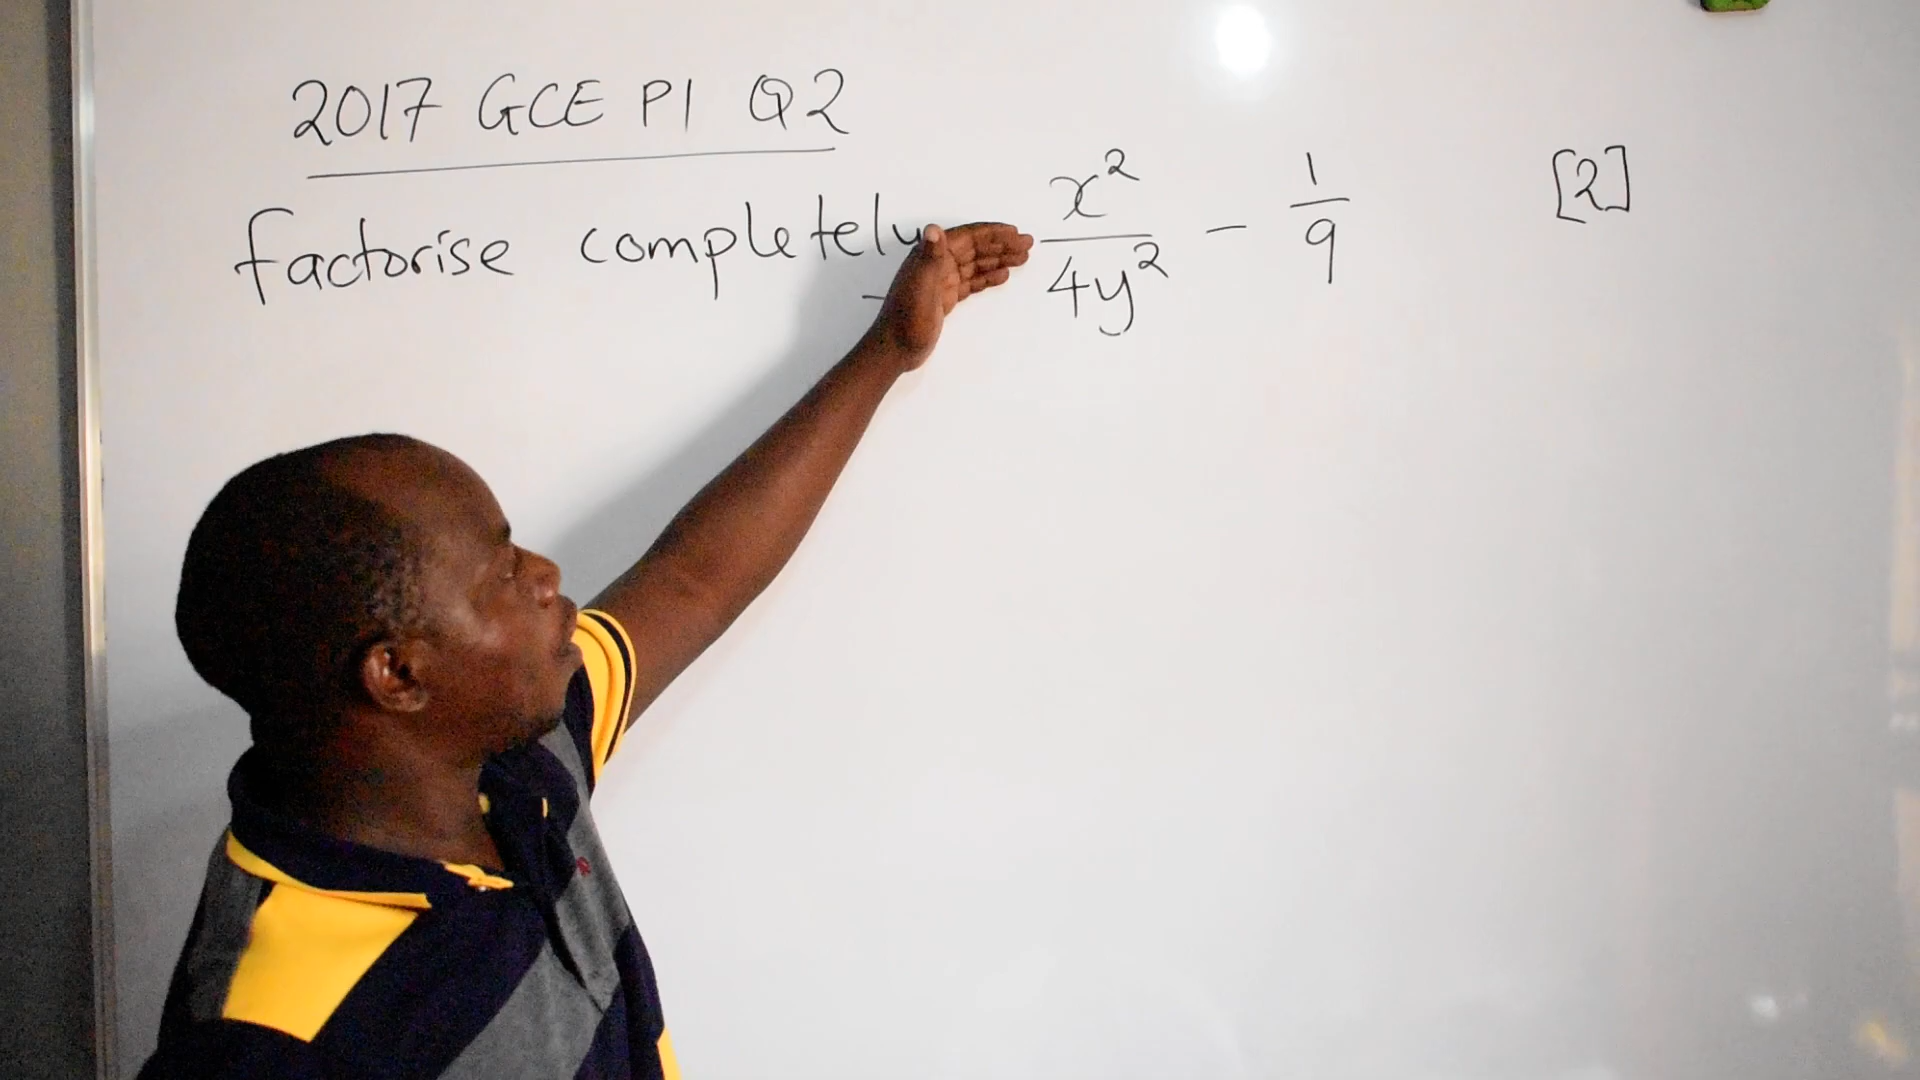 2017 GCE P1 Q2
factorise completely x²/4y² - 1/9 [2]